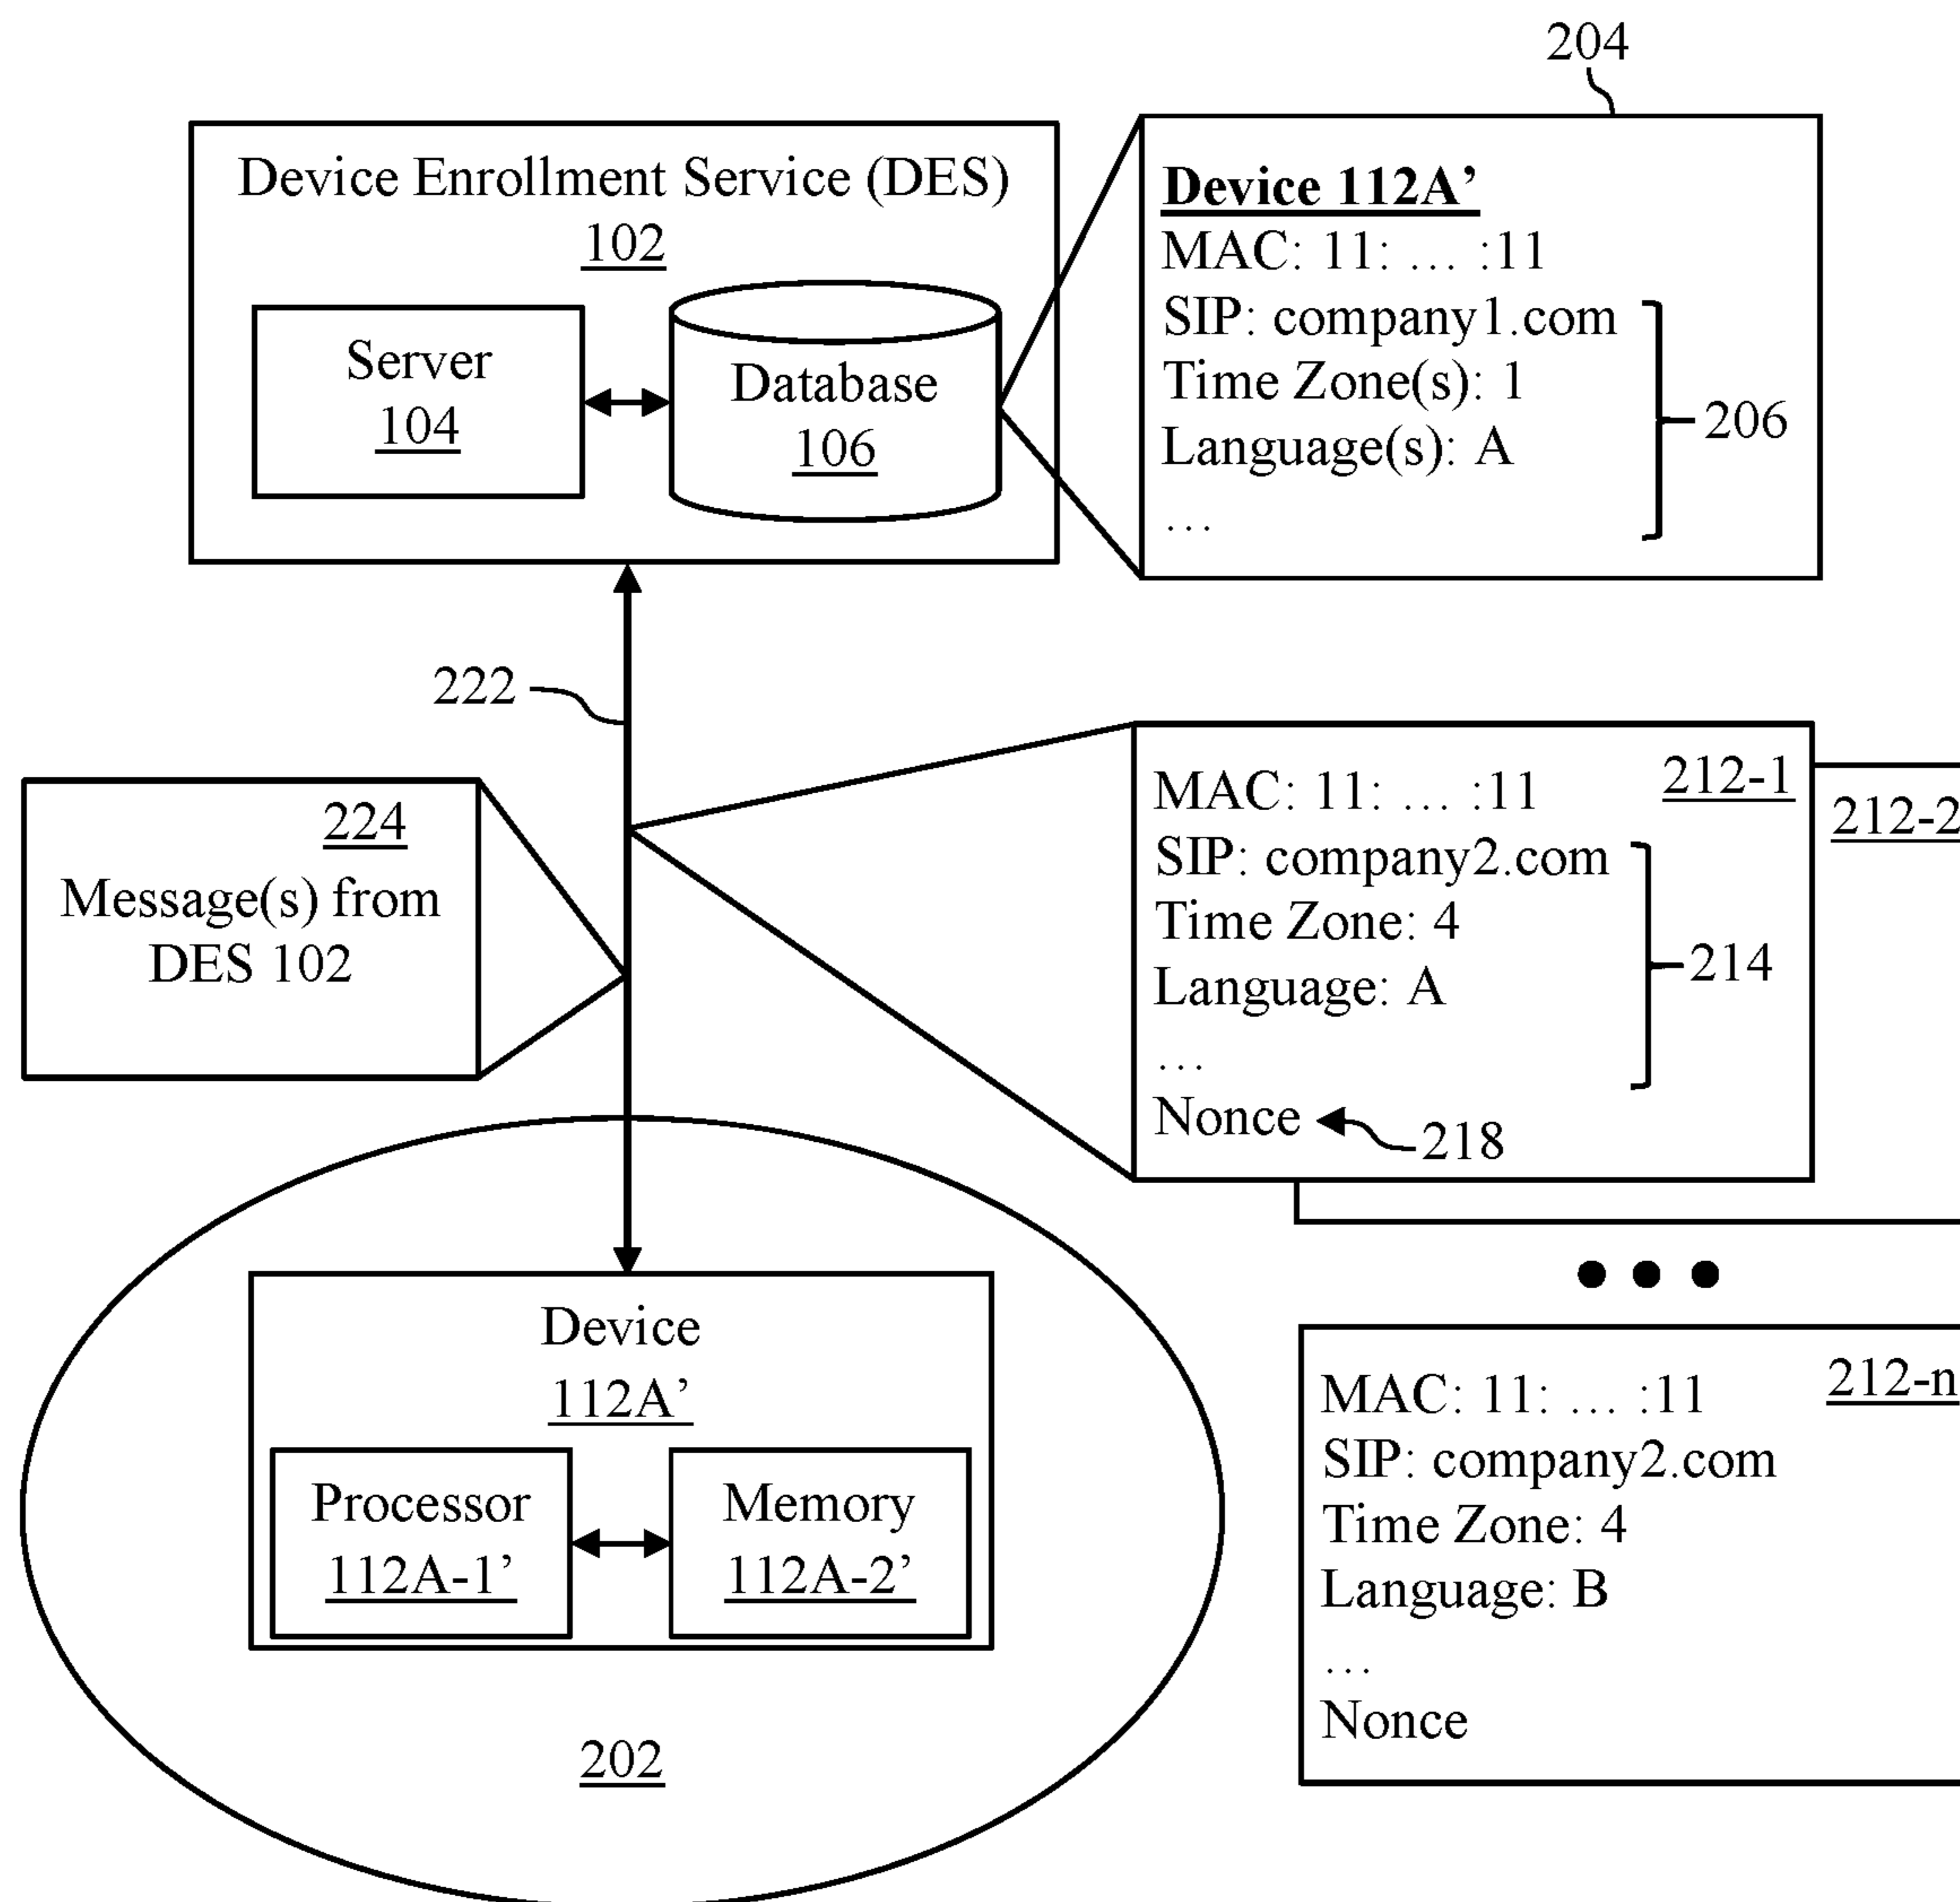 204
Device Enrollment Service (DES)
102
Server
104
Database
106
Device 112A’
MAC: 11: … :11
SIP: company1.com
Time Zone(s): 1
Language(s): A
…
206
222
224
Message(s) from
DES 102
212-1
MAC: 11: … :11
SIP: company2.com
Time Zone: 4
Language: A
…
Nonce
214
218
212-2
Device
112A’
Processor
112A-1’
Memory
112A-2’
202
212-n
MAC: 11: … :11
SIP: company2.com
Time Zone: 4
Language: B
…
Nonce